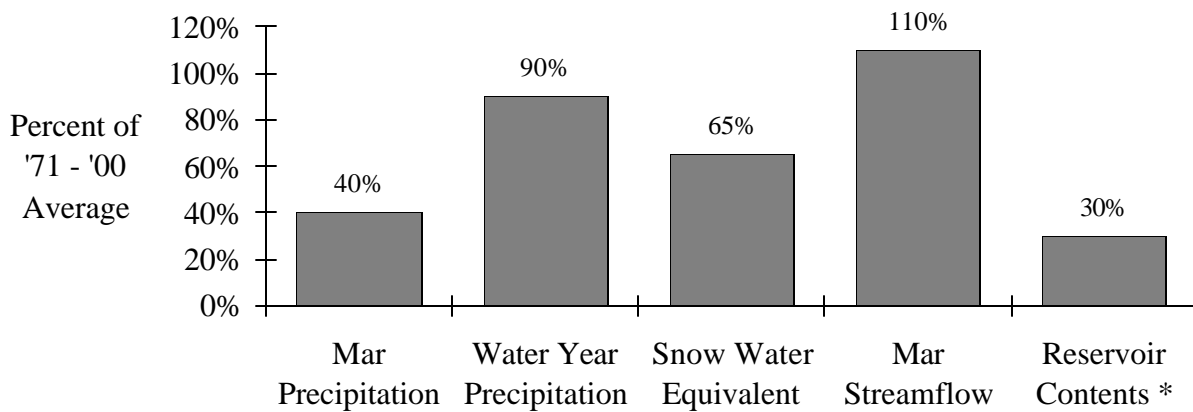 Percent of
'71 - '00
Average
120%
100%
80%
60%
40%
20%
0%
40%
90%
65%
110%
30%
Mar
Precipitation
Water Year
Precipitation
Snow Water
Equivalent
Mar
Streamflow
Reservoir
Contents *